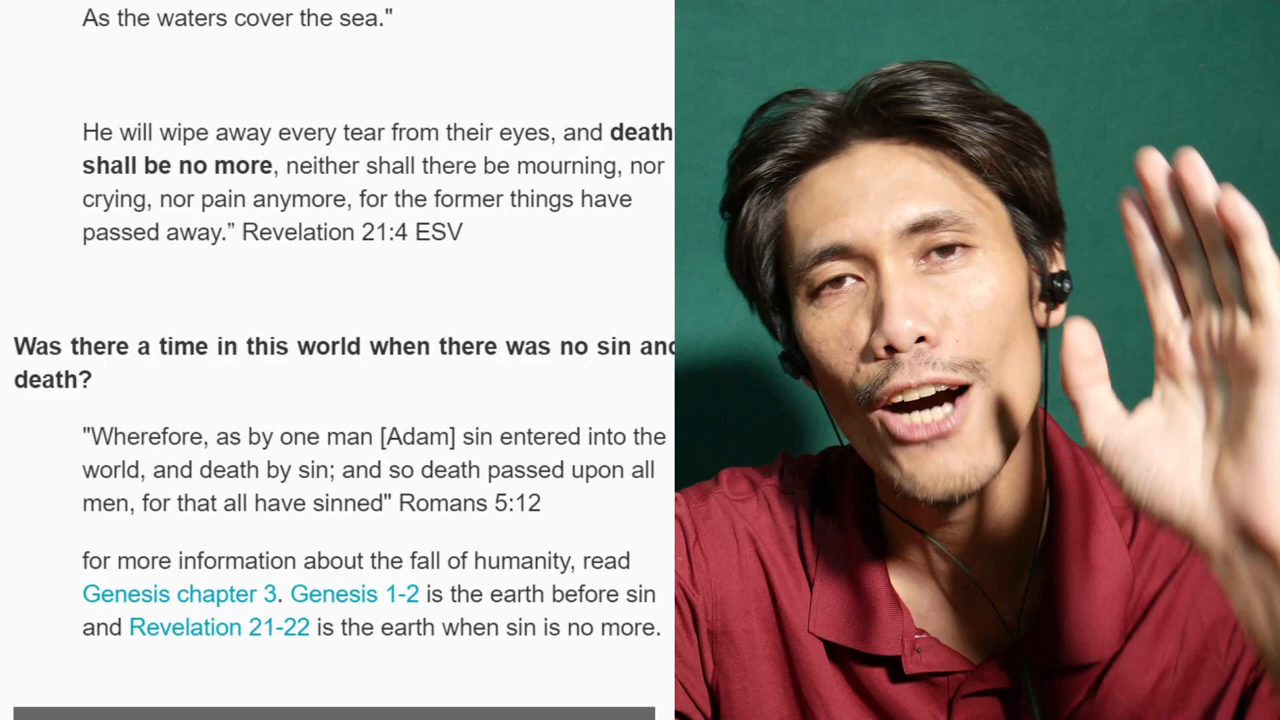 As the waters cover the sea."
He will wipe away every tear from their eyes, and death
shall be no more, neither shall there be mourning, nor
crying, nor pain anymore, for the former things have
passed away.” Revelation 21:4 ESV
Was there a time in this world when there was no sin and
death?
"Wherefore, as by one man [Adam] sin entered into the
world, and death by sin; and so death passed upon all
men, for that all have sinned" Romans 5:12
for more information about the fall of humanity, read
Genesis chapter 3. Genesis 1-2 is the earth before sin
and Revelation 21-22 is the earth when sin is no more.